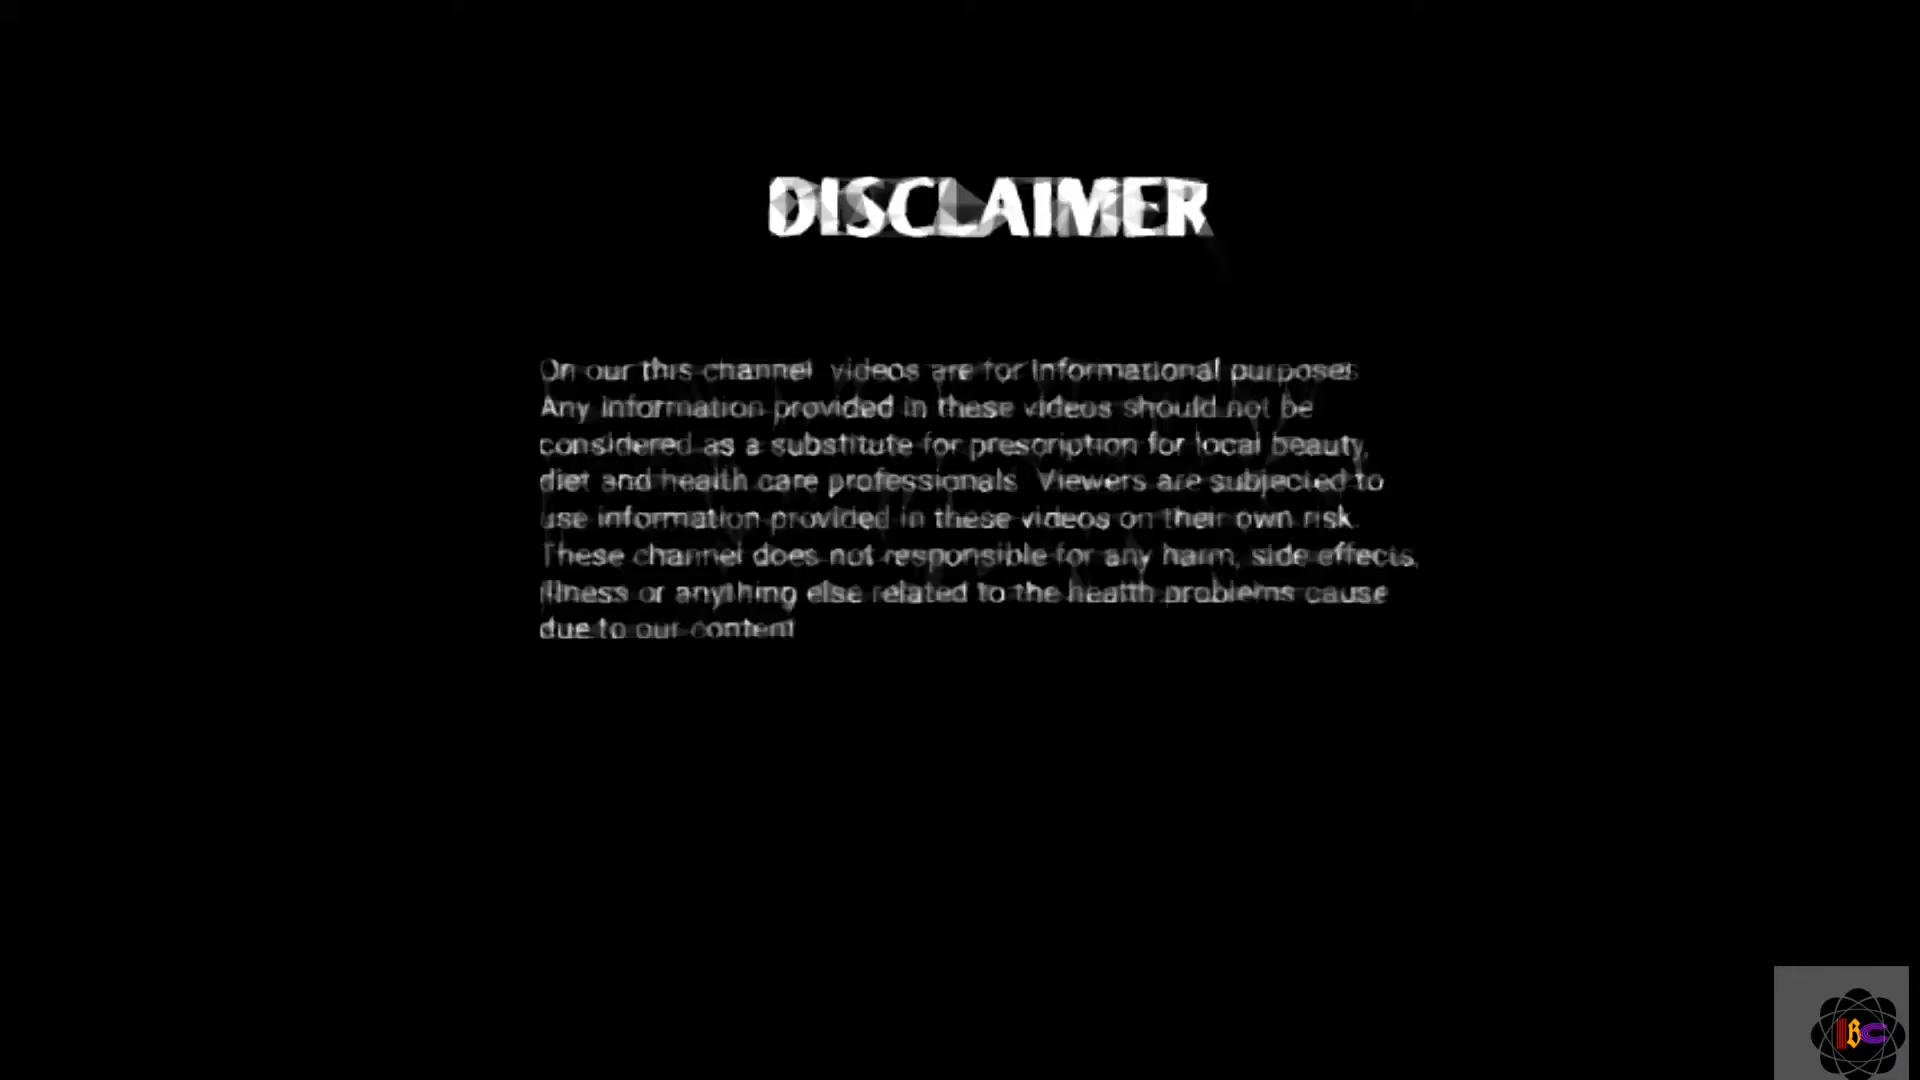 DISCLAIMER
On our this channel videos are for Informational purposes
Any information provided in these videos should not be
considered as a substitute for prescription for local beauty,
diet and health care professionals Viewers are subjected to
use information provided in these videos on their own risk.
These channel does not responsible for any harm, side effects,
illness or anything else related to the health problems cause
due to our content
IBC